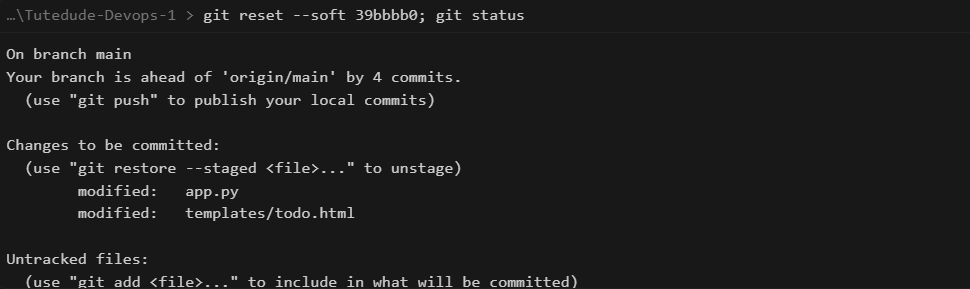 …\Tutedude-Devops-1 > git reset --soft 39bbbb0; git status
On branch main
Your branch is ahead of 'origin/main' by 4 commits.
  (use "git push" to publish your local commits)
Changes to be committed:
  (use "git restore --staged <file>..." to unstage)
        modified:   app.py
        modified:   templates/todo.html
Untracked files:
  (use "git add <file>..." to include in what will be committed)